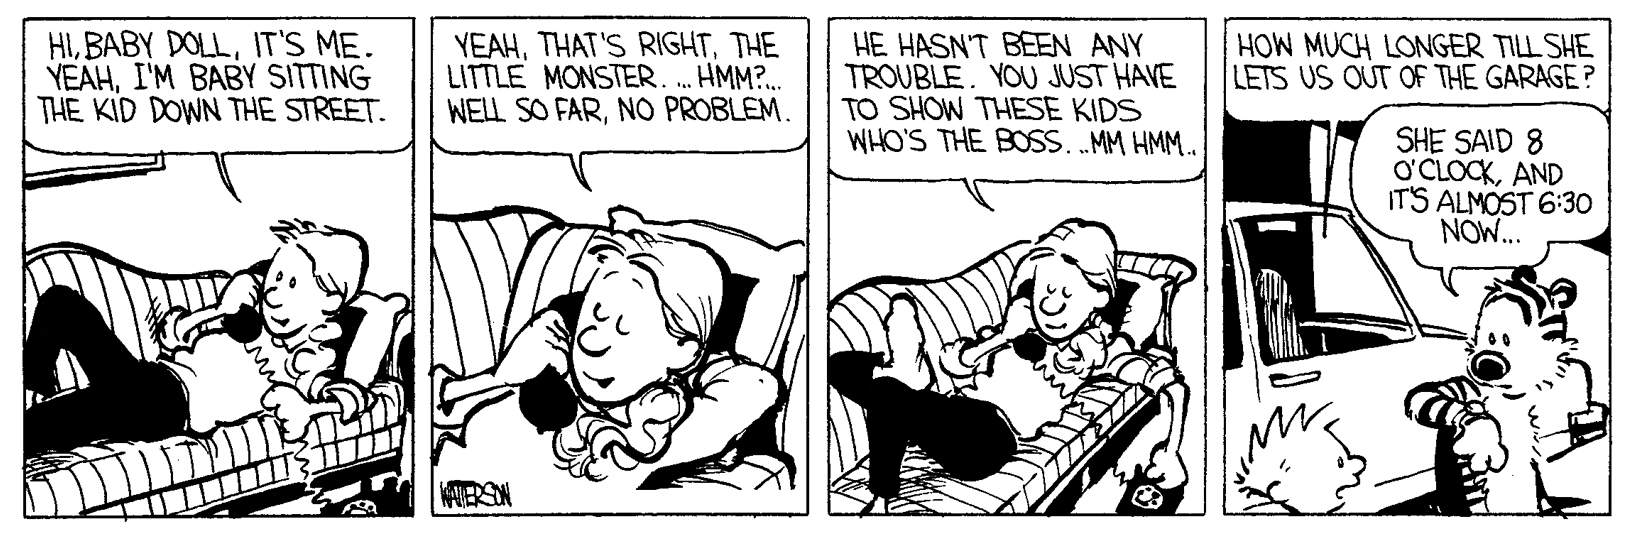 HI, BABY DOLL, IT'S ME.
YEAH, I'M BABY SITTING
THE KID DOWN THE STREET.
YEAH, THAT'S RIGHT, THE
LITTLE MONSTER. ... HMM?...
WELL SO FAR, NO PROBLEM.
WATTERSON
HE HASN'T BEEN ANY
TROUBLE. YOU JUST HAVE
TO SHOW THESE KIDS
WHO'S THE BOSS. ..MM HMM..
HOW MUCH LONGER TILL SHE
LETS US OUT OF THE GARAGE?
SHE SAID 8
O'CLOCK, AND
IT'S ALMOST 6:30
NOW...